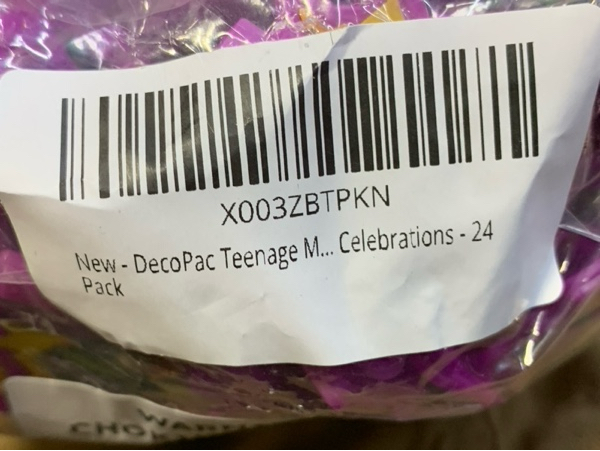 X003ZBTPKN
New - DecoPac Teenage M... Celebrations - 24
Pack